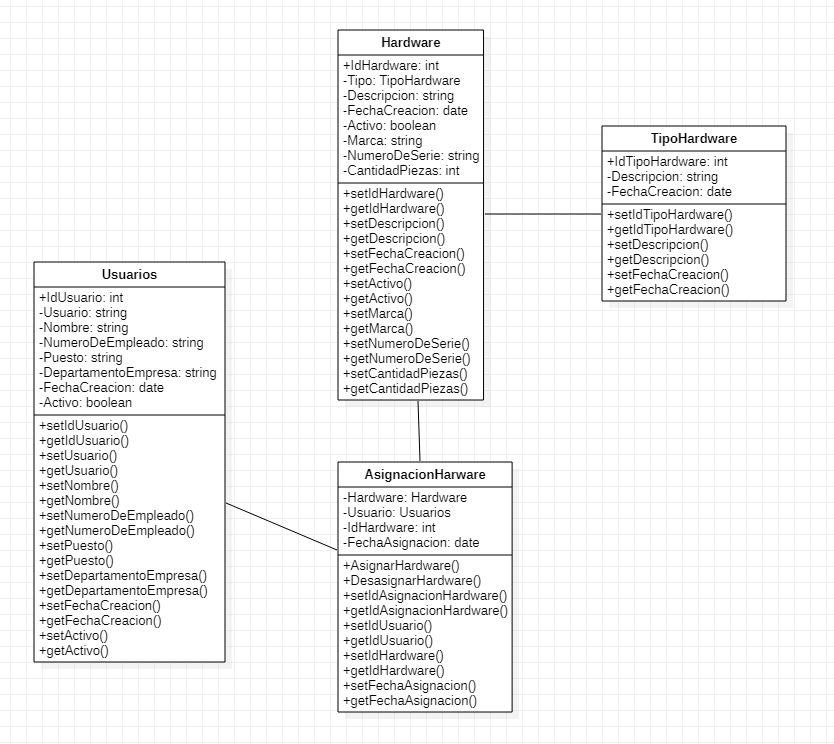 Hardware
+IdHardware: int
-Tipo: TipoHardware
-Descripcion: string
-FechaCreacion: date
-Activo: boolean
-Marca: string
-NumeroDeSerie: string
-CantidadPiezas: int
+setIdHardware()
+getIdHardware()
+setDescripcion()
+getDescripcion()
+setFechaCreacion()
+getFechaCreacion()
+setActivo()
+getActivo()
+setMarca()
+getMarca()
+setNumeroDeSerie()
+getNumeroDeSerie()
+setCantidadPiezas()
+getCantidadPiezas()
TipoHardware
+IdTipoHardware: int
-Descripcion: string
-FechaCreacion: date
+setIdTipoHardware()
+getIdTipoHardware()
+setDescripcion()
+getDescripcion()
+setFechaCreacion()
+getFechaCreacion()
Usuarios
+IdUsuario: int
-Usuario: string
-Nombre: string
-NumeroDeEmpleado: string
-Puesto: string
-DepartamentoEmpresa: string
-FechaCreacion: date
-Activo: boolean
+setIdUsuario()
+getIdUsuario()
+setUsuario()
+getUsuario()
+setNombre()
+getNombre()
+setNumeroDeEmpleado()
+getNumeroDeEmpleado()
+setPuesto()
+getPuesto()
+setDepartamentoEmpresa()
+getDepartamentoEmpresa()
+setFechaCreacion()
+getFechaCreacion()
+setActivo()
+getActivo()
AsignacionHarware
-Hardware: Hardware
-Usuario: Usuarios
-IdHardware: int
-FechaAsignacion: date
+AsignarHardware()
+DesasignarHardware()
+setIdAsignacionHardware()
+getIdAsignacionHardware()
+setIdUsuario()
+getIdUsuario()
+setIdHardware()
+getIdHardware()
+setFechaAsignacion()
+getFechaAsignacion()